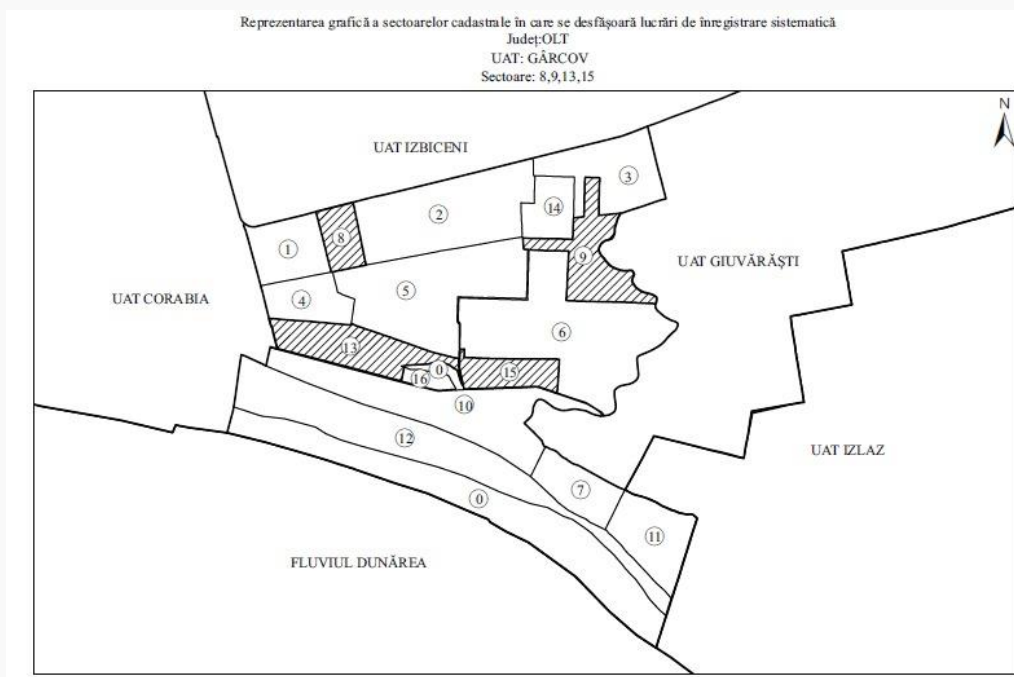 Reprezentarea grafică a sectoarelor cadastrale în care se desfășoară lucrări de înregistrare sistematică
Județ:OLT
UAT: GÂRCOV
Sectoare: 8,9,13,15
N
UAT IZBICENI
3
14
2
8
1
9
UAT GIUVĂRĂȘTI
UAT CORABIA
4
5
6
13
0
16
15
10
12
UAT IZLAZ
7
0
11
FLUVIUL DUNĂREA